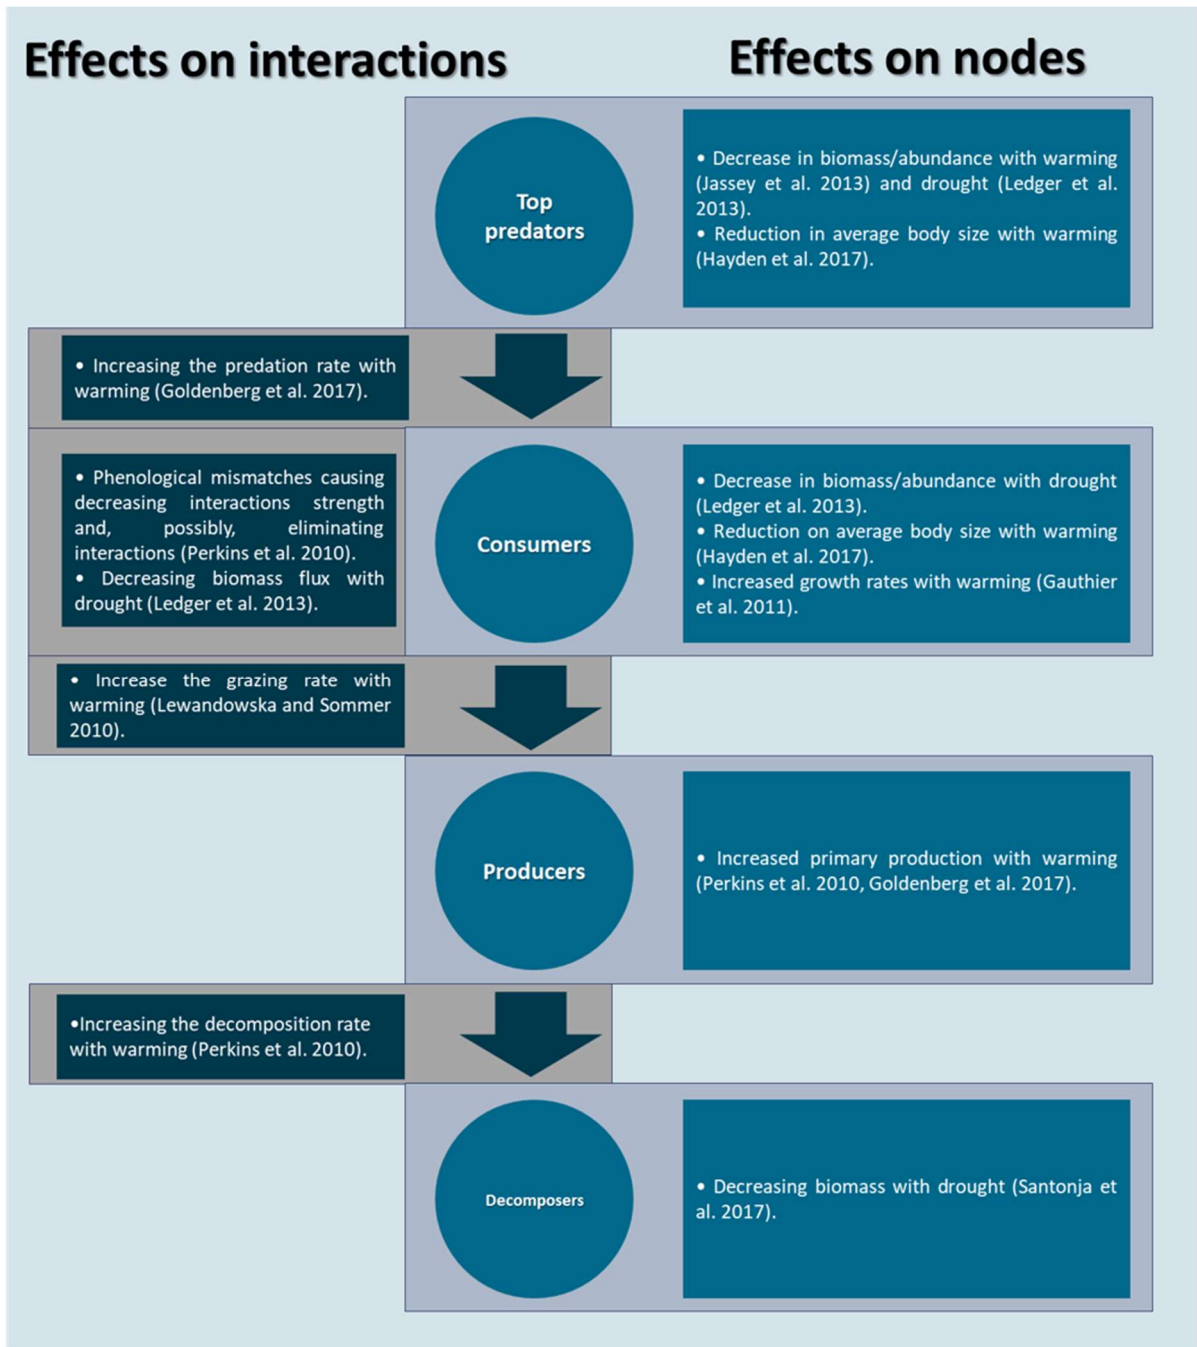 Effects on interactions
Effects on nodes
Top
predators
• Decrease in biomass/abundance with warming
(Jassey et al. 2013) and drought (Ledger et al.
2013).
• Reduction in average body size with warming
(Hayden et al. 2017).
• Increasing the predation rate with
warming (Goldenberg et al. 2017).
• Phenological mismatches causing
decreasing interactions strength
and, possibly, eliminating
interactions (Perkins et al. 2010).
• Decreasing biomass flux with
drought (Ledger et al. 2013).
Consumers
• Decrease in biomass/abundance with drought
(Ledger et al. 2013).
• Reduction on average body size with warming
(Hayden et al. 2017).
• Increased growth rates with warming (Gauthier
et al. 2011).
• Increase the grazing rate with
warming (Lewandowska and Sommer
2010).
Producers
• Increased primary production with warming
(Perkins et al. 2010, Goldenberg et al. 2017).
•Increasing the decomposition rate
with warming (Perkins et al. 2010).
Decomposers
• Decreasing biomass with drought (Santonja et
al. 2017).